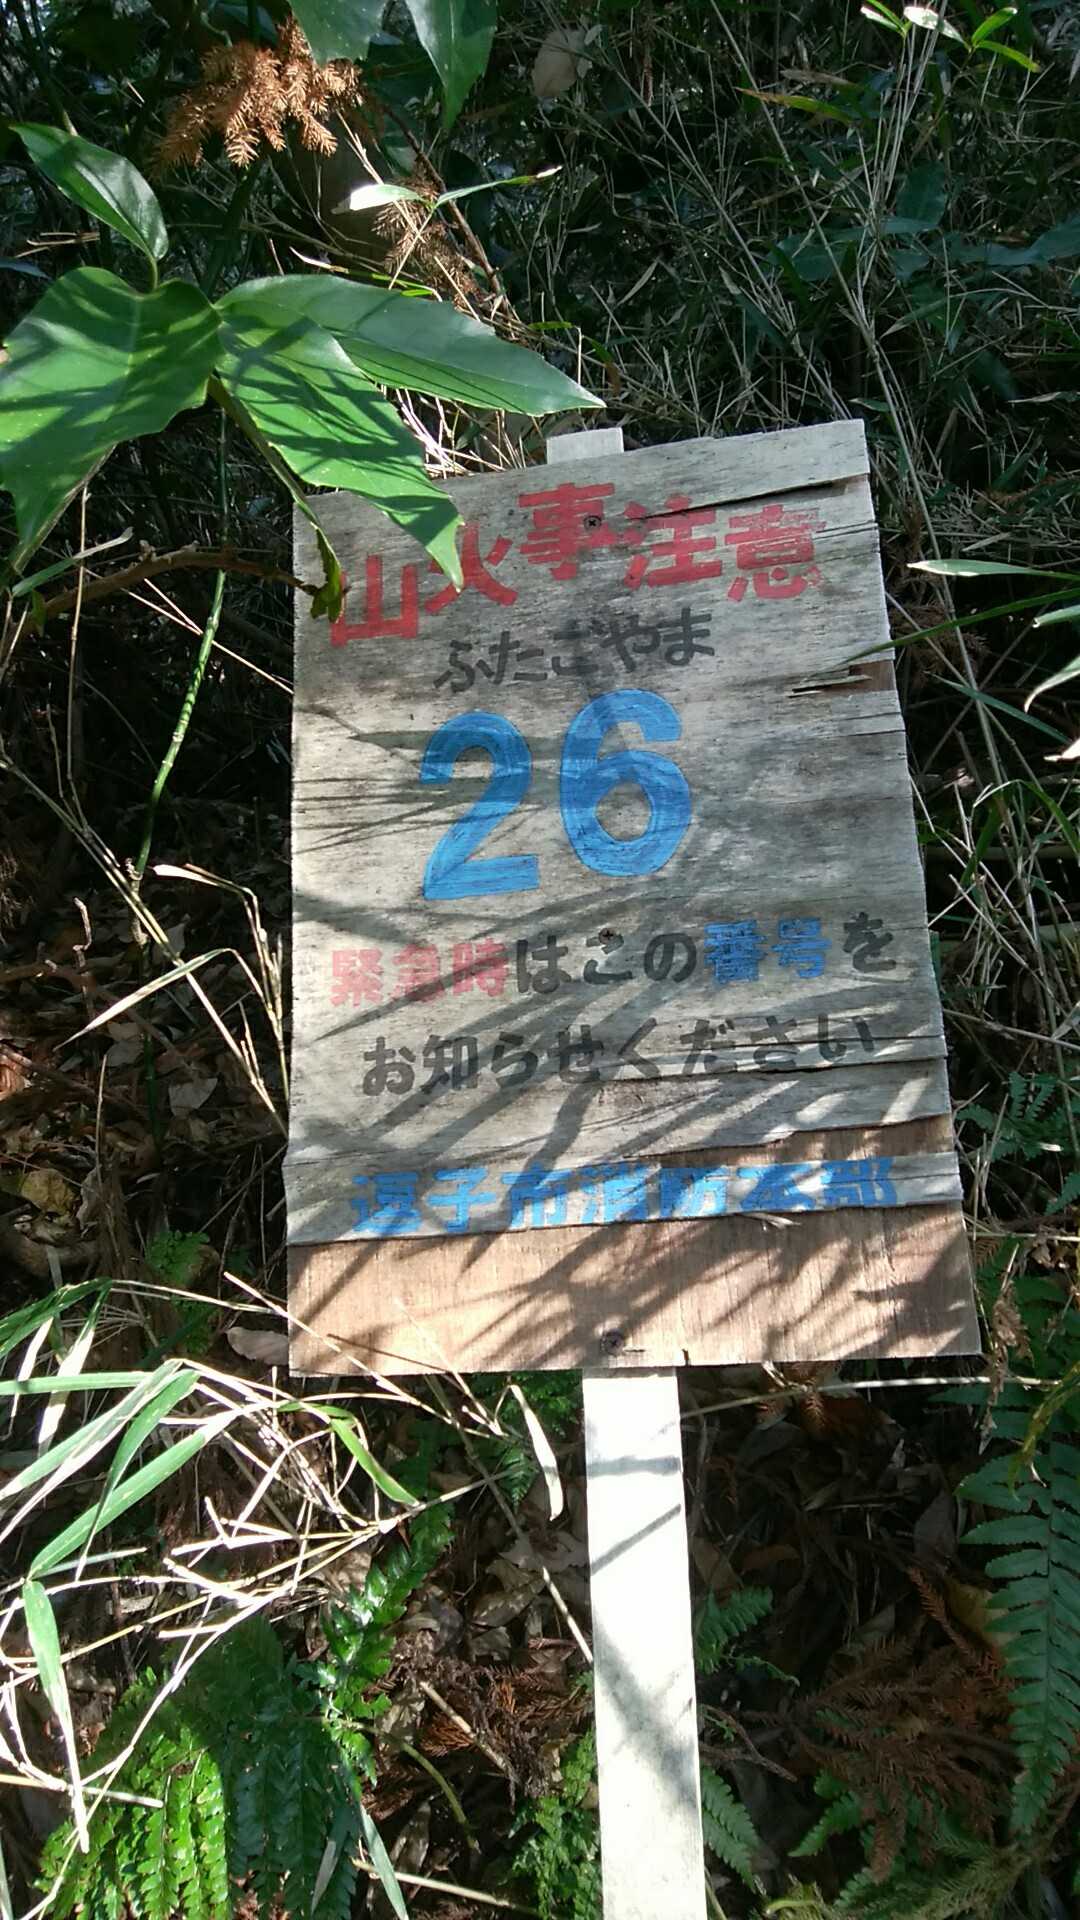 山火事注意
ふたごやま
26
緊急時はこの番号を
お知らせください
逗子市消防本部